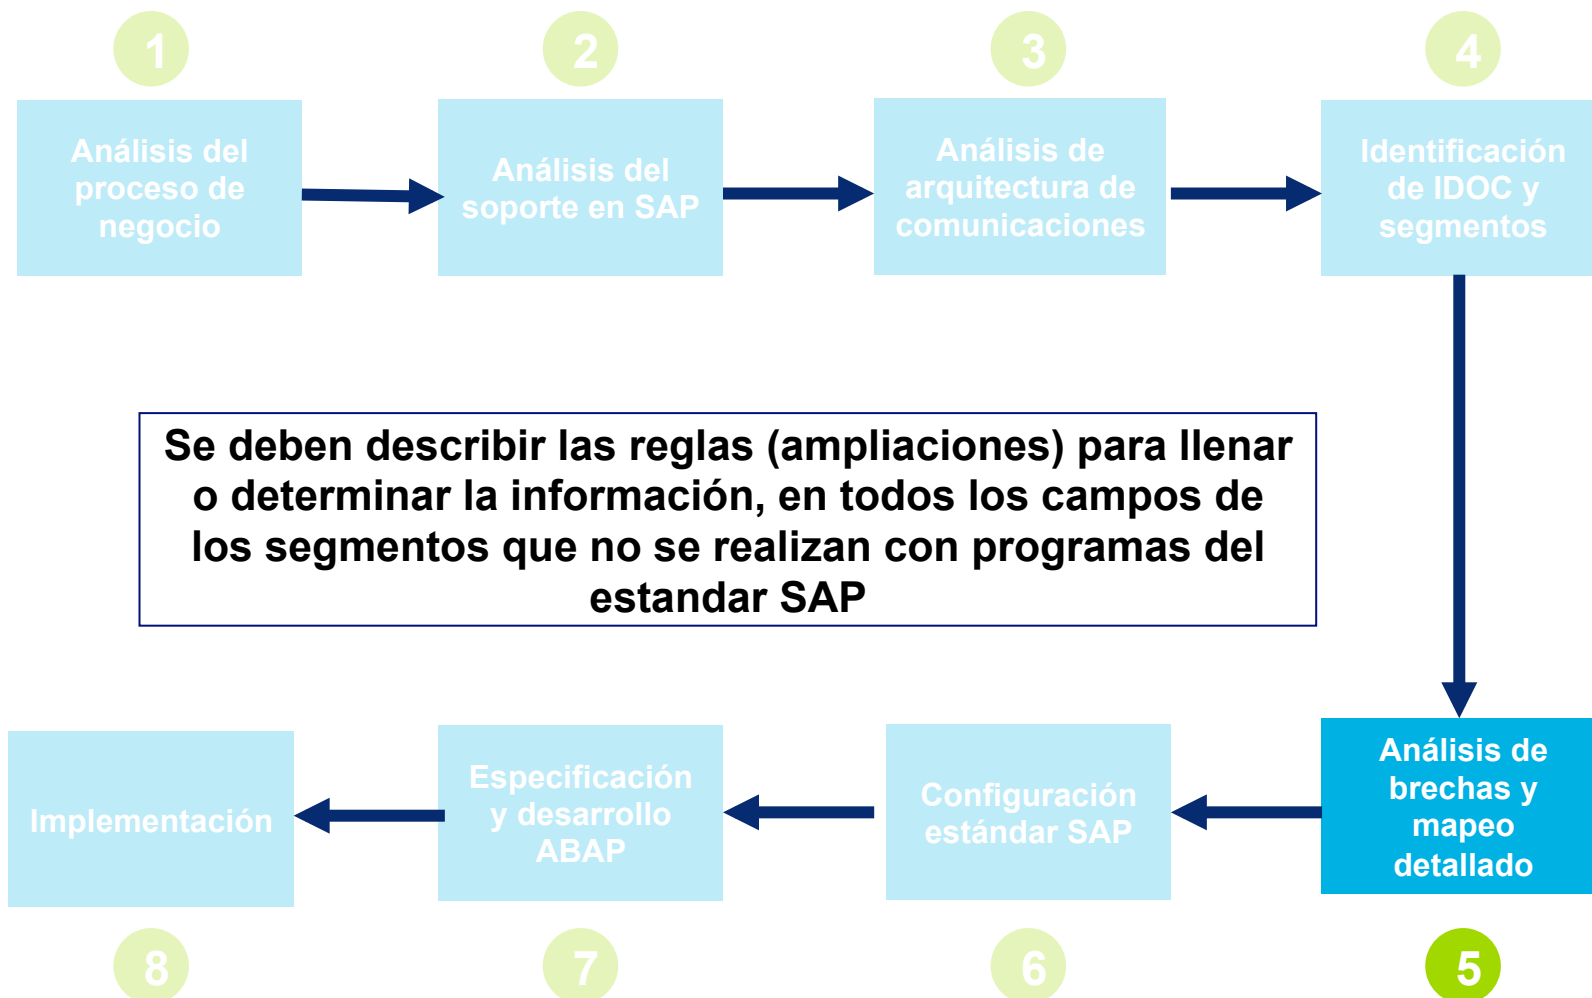 1
2
3
4
Análisis del
proceso de
negocio
Análisis del
soporte en SAP
Análisis de
arquitectura de
comunicaciones
Identificación
de IDOC y
segmentos
Se deben describir las reglas (ampliaciones) para llenar
o determinar la información, en todos los campos de
los segmentos que no se realizan con programas del
estandar SAP
Análisis de
brechas y
mapeo
detallado
Configuración
estándar SAP
Especificación
y desarrollo
ABAP
Implementación
8
7
6
5